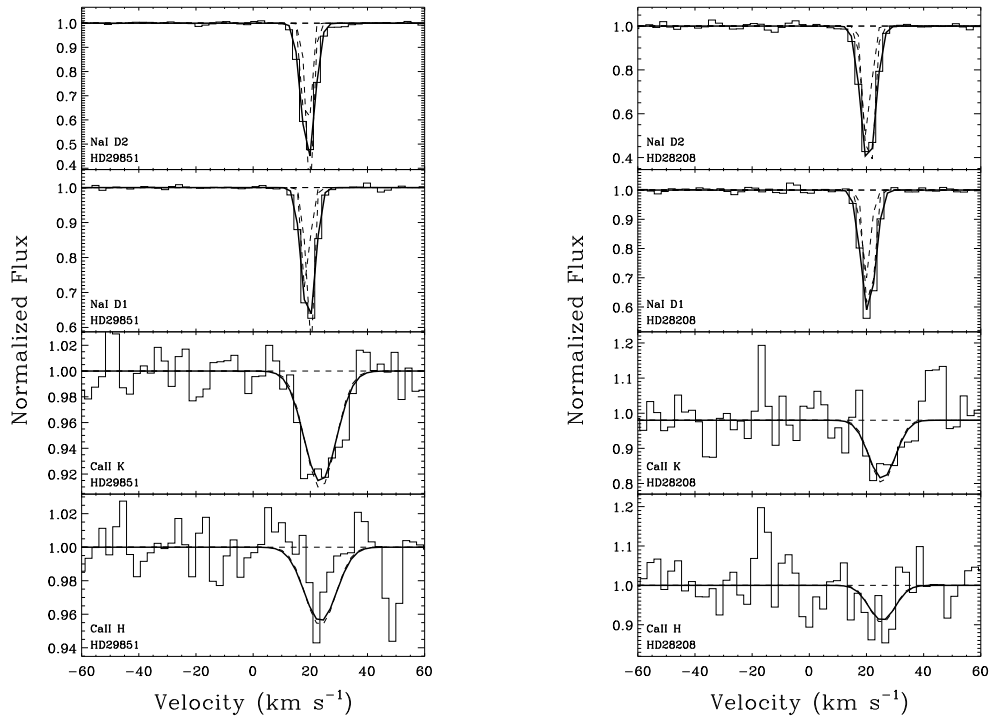 1.0
0.9
0.8
0.7
0.6
0.5
0.4
NaI D2
HD29851
1.0
0.9
0.8
0.7
0.6
NaI D1
HD29851
1.02
1.00
0.98
0.96
0.94
0.92
CaII K
HD29851
1.02
1.00
0.98
0.96
0.94
CaII H
HD29851
−60 −40 −20 0 20 40 60
Velocity (km s⁻¹)
Normalized Flux
1.0
0.8
0.6
0.4
NaI D2
HD28208
1.0
0.9
0.8
0.7
0.6
NaI D1
HD28208
1.2
1.1
1.0
0.9
0.8
CaII K
HD28208
1.2
1.1
1.0
0.9
CaII H
HD28208
−60 −40 −20 0 20 40 60
Velocity (km s⁻¹)
Normalized Flux